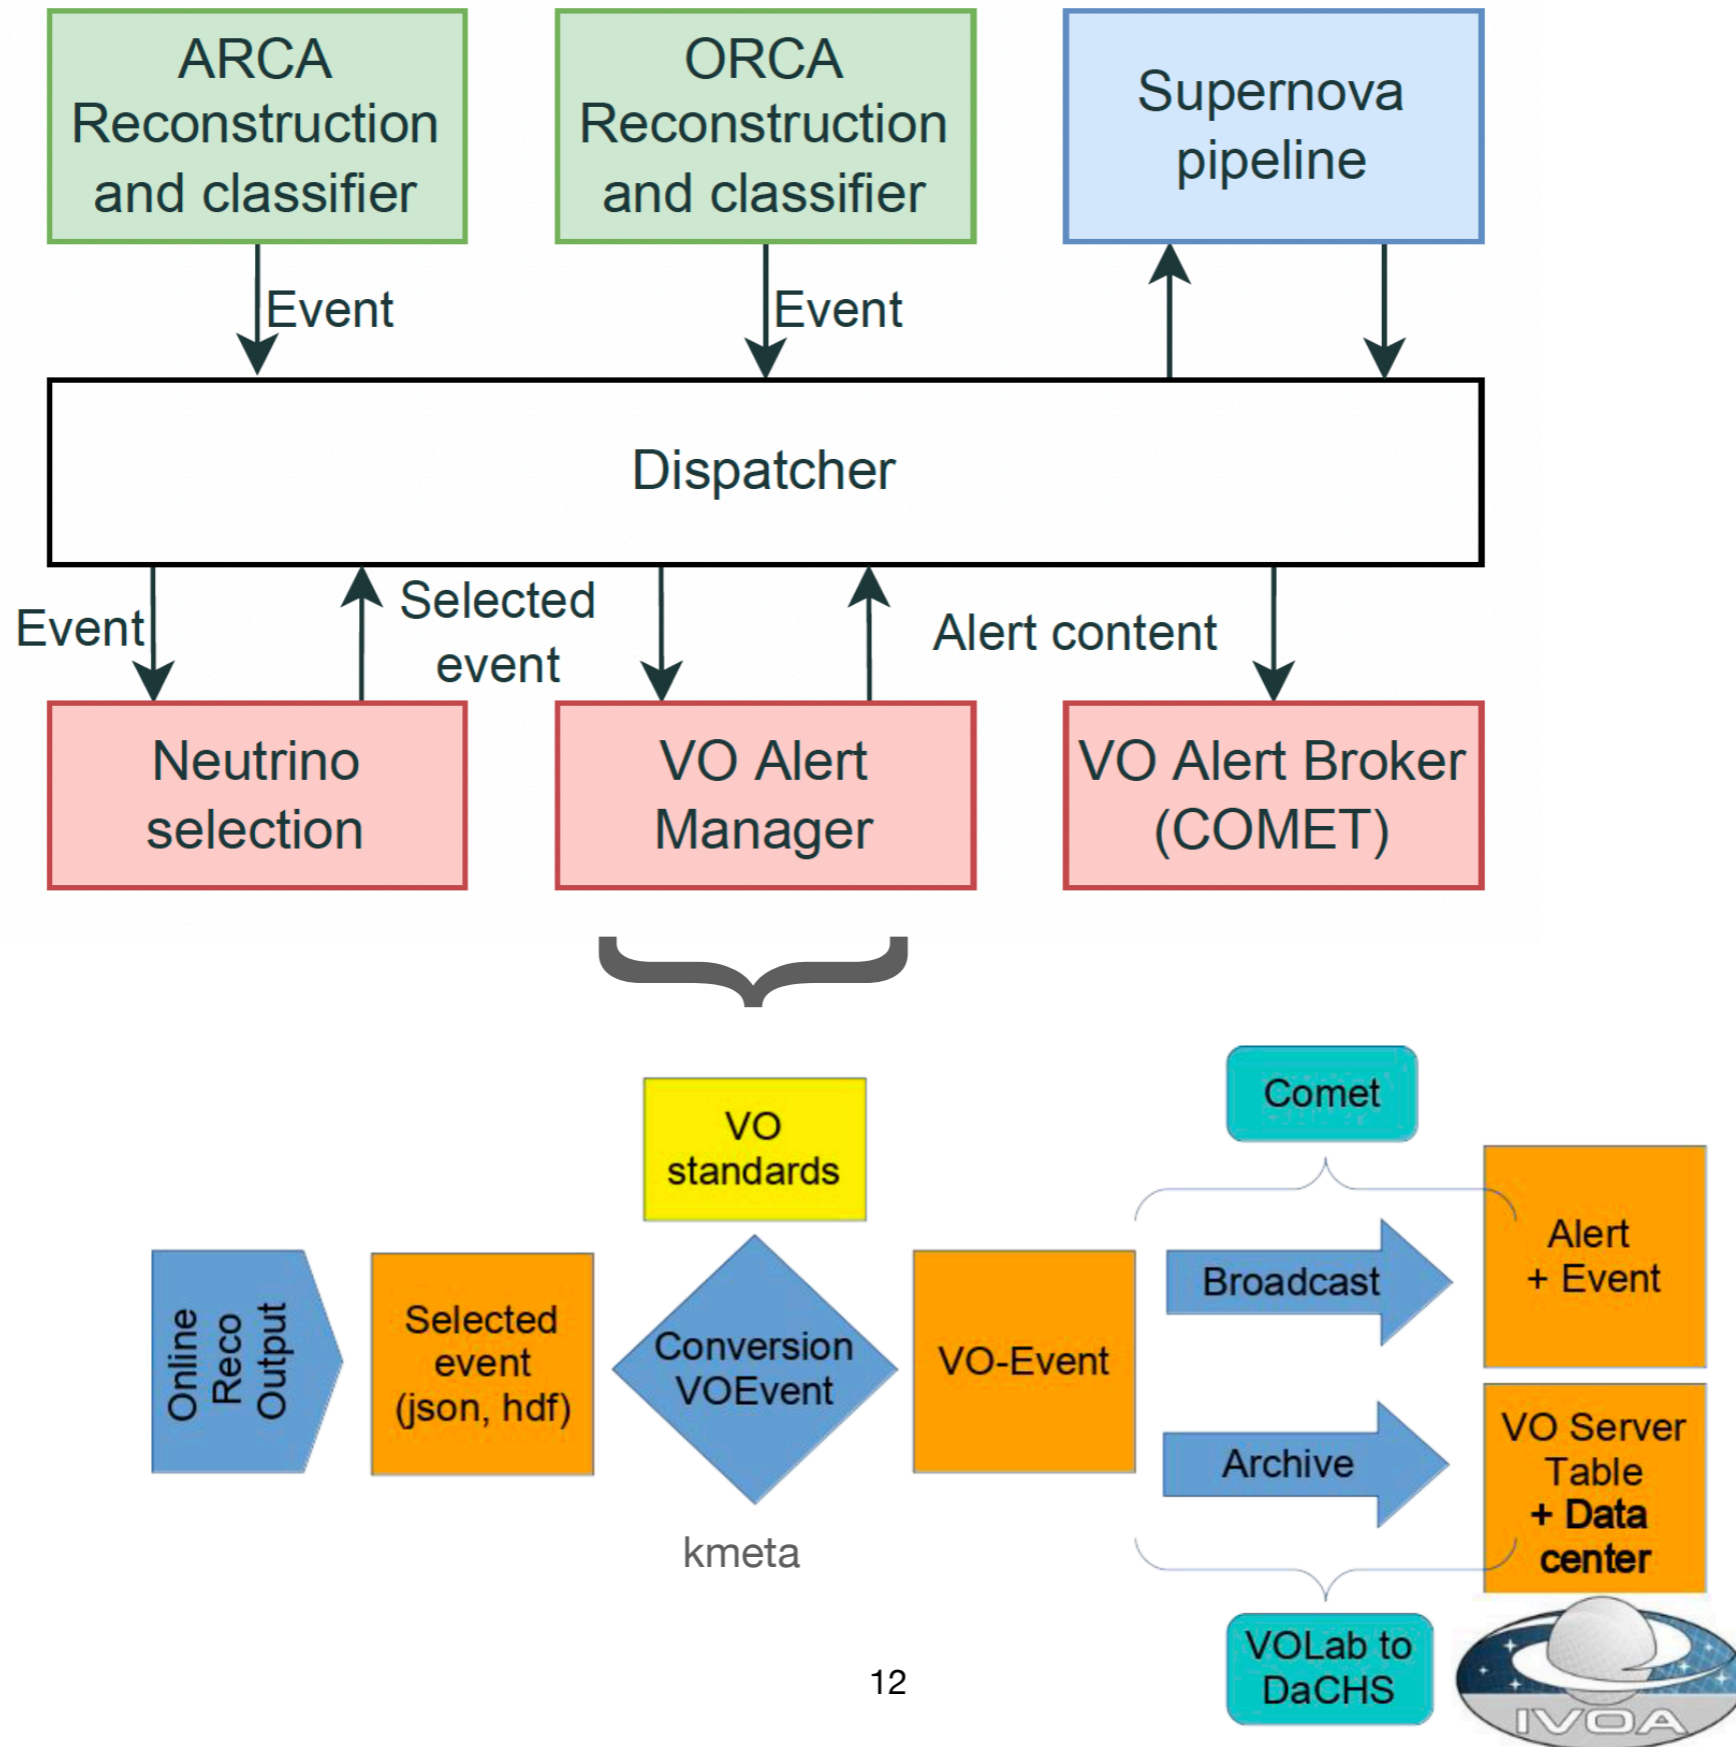 ARCA
Reconstruction
and classifier
ORCA
Reconstruction
and classifier
Supernova
pipeline
Event
Event
Dispatcher
Event
Selected
event
Alert content
Neutrino
selection
VO Alert
Manager
VO Alert Broker
(COMET)
VO
standards
Comet
Online
Reco
Output
Selected
event
(json, hdf)
Conversion
VOEvent
VO-Event
Broadcast
Alert
+ Event
Archive
VO Server
Table
+ Data
center
kmeta
VOLab to
DaCHS
IVOA
12